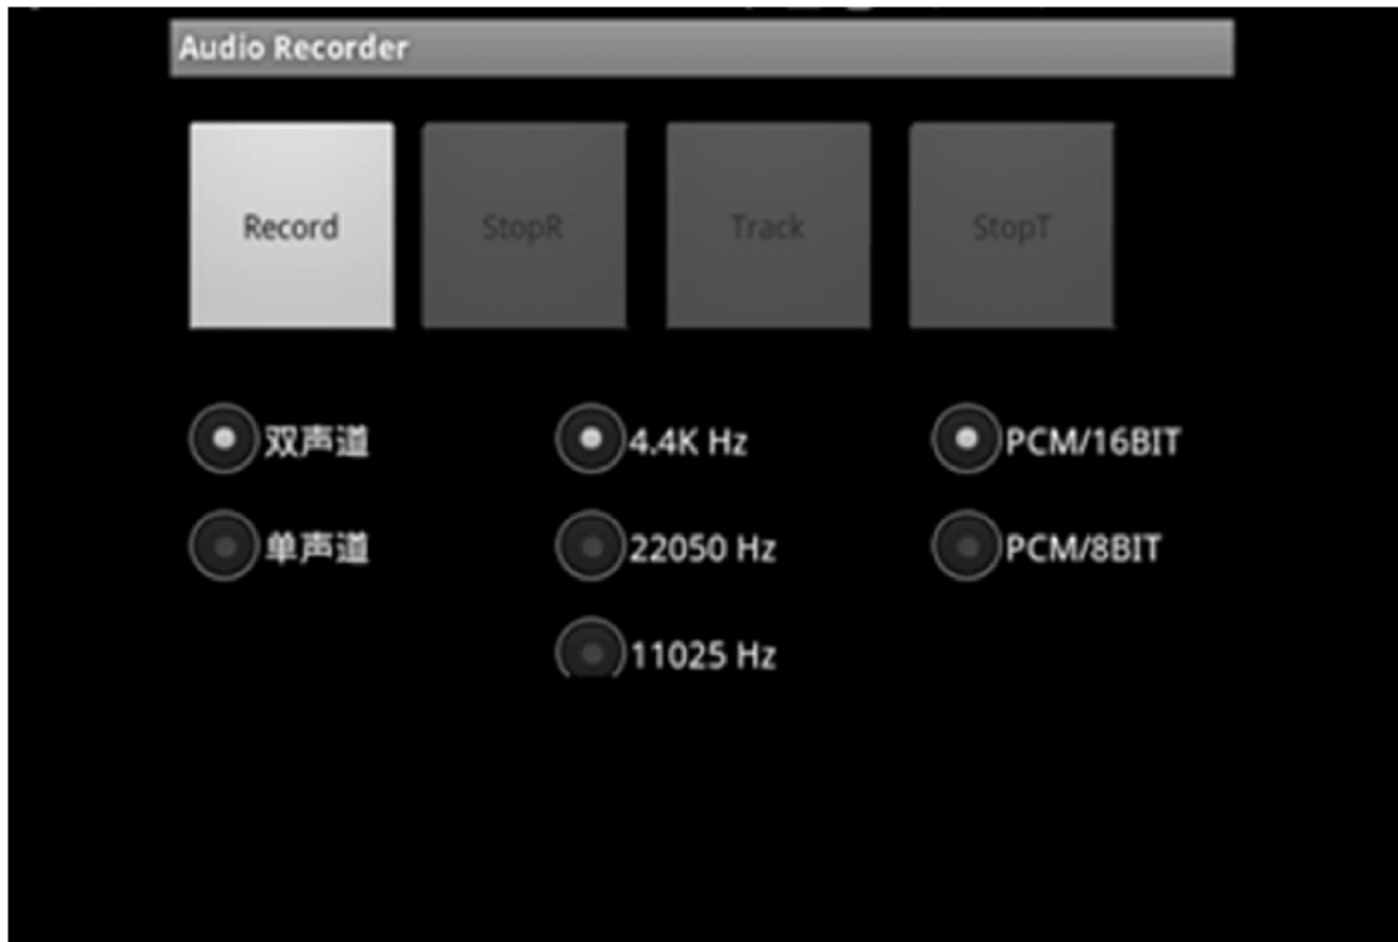 Audio Recorder
Record StopR Track StopT
双声道 4.4K Hz PCM/16BIT
单声道 22050 Hz PCM/8BIT
11025 Hz